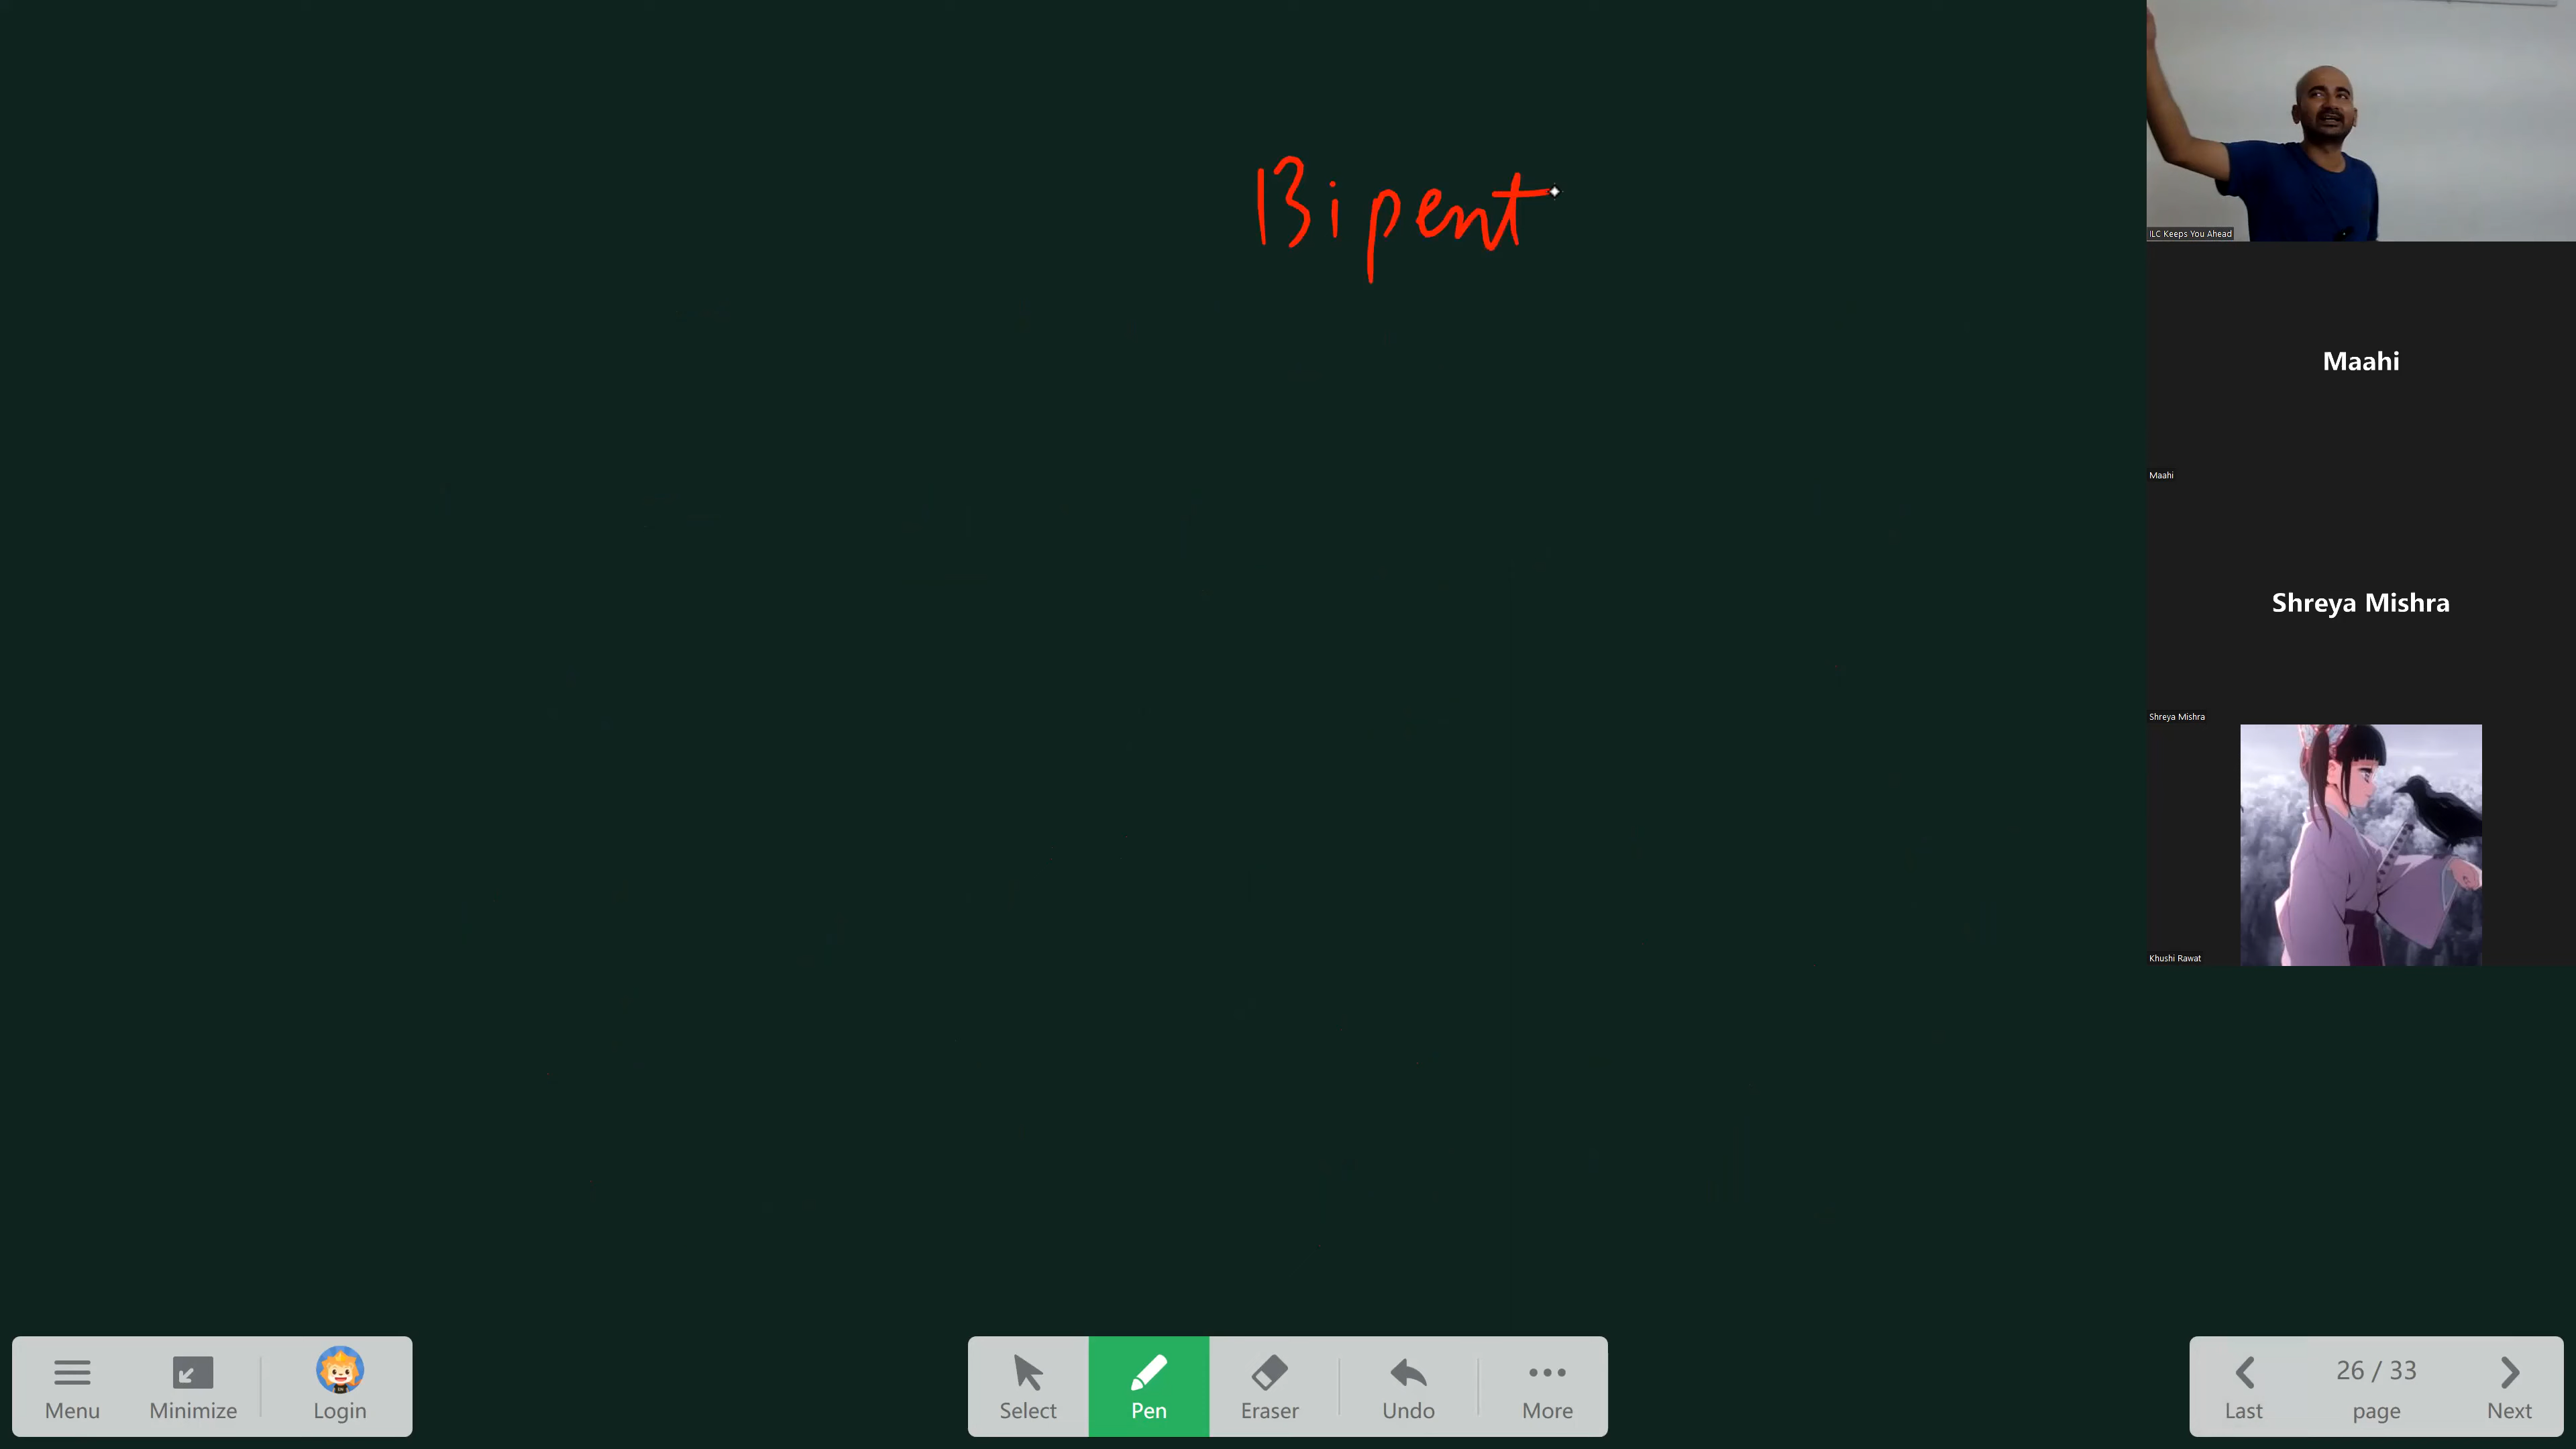 Bipent
ILC Keeps You Ahead
Maahi
Maahi
Shreya Mishra
Shreya Mishra
Khushi Rawat
Menu
Minimize
Login
Select
Pen
Eraser
Undo
More
Last
26 / 33
page
Next